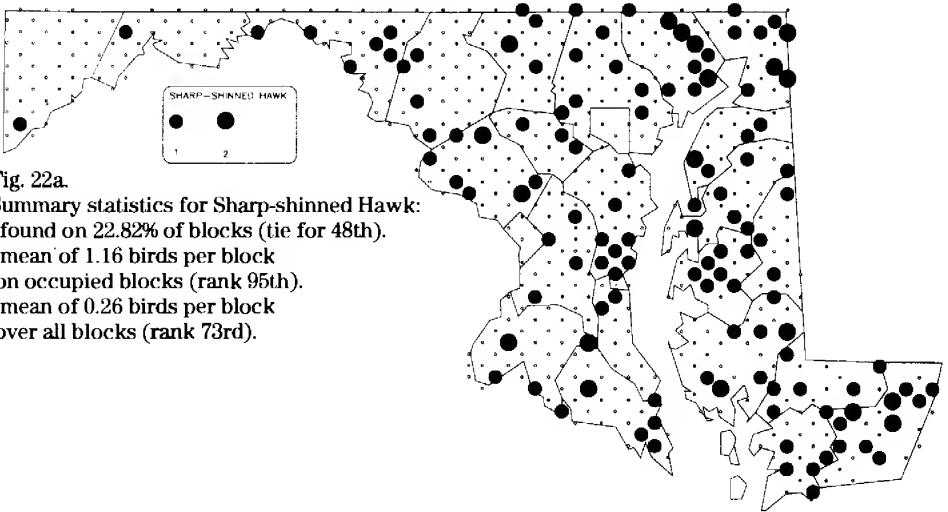 SHARP-SHINNED HAWK
1 2
Fig. 22a.
Summary statistics for Sharp-shinned Hawk:
found on 22.82% of blocks (tie for 48th).
mean of 1.16 birds per block
on occupied blocks (rank 95th).
mean of 0.26 birds per block
over all blocks (rank 73rd).